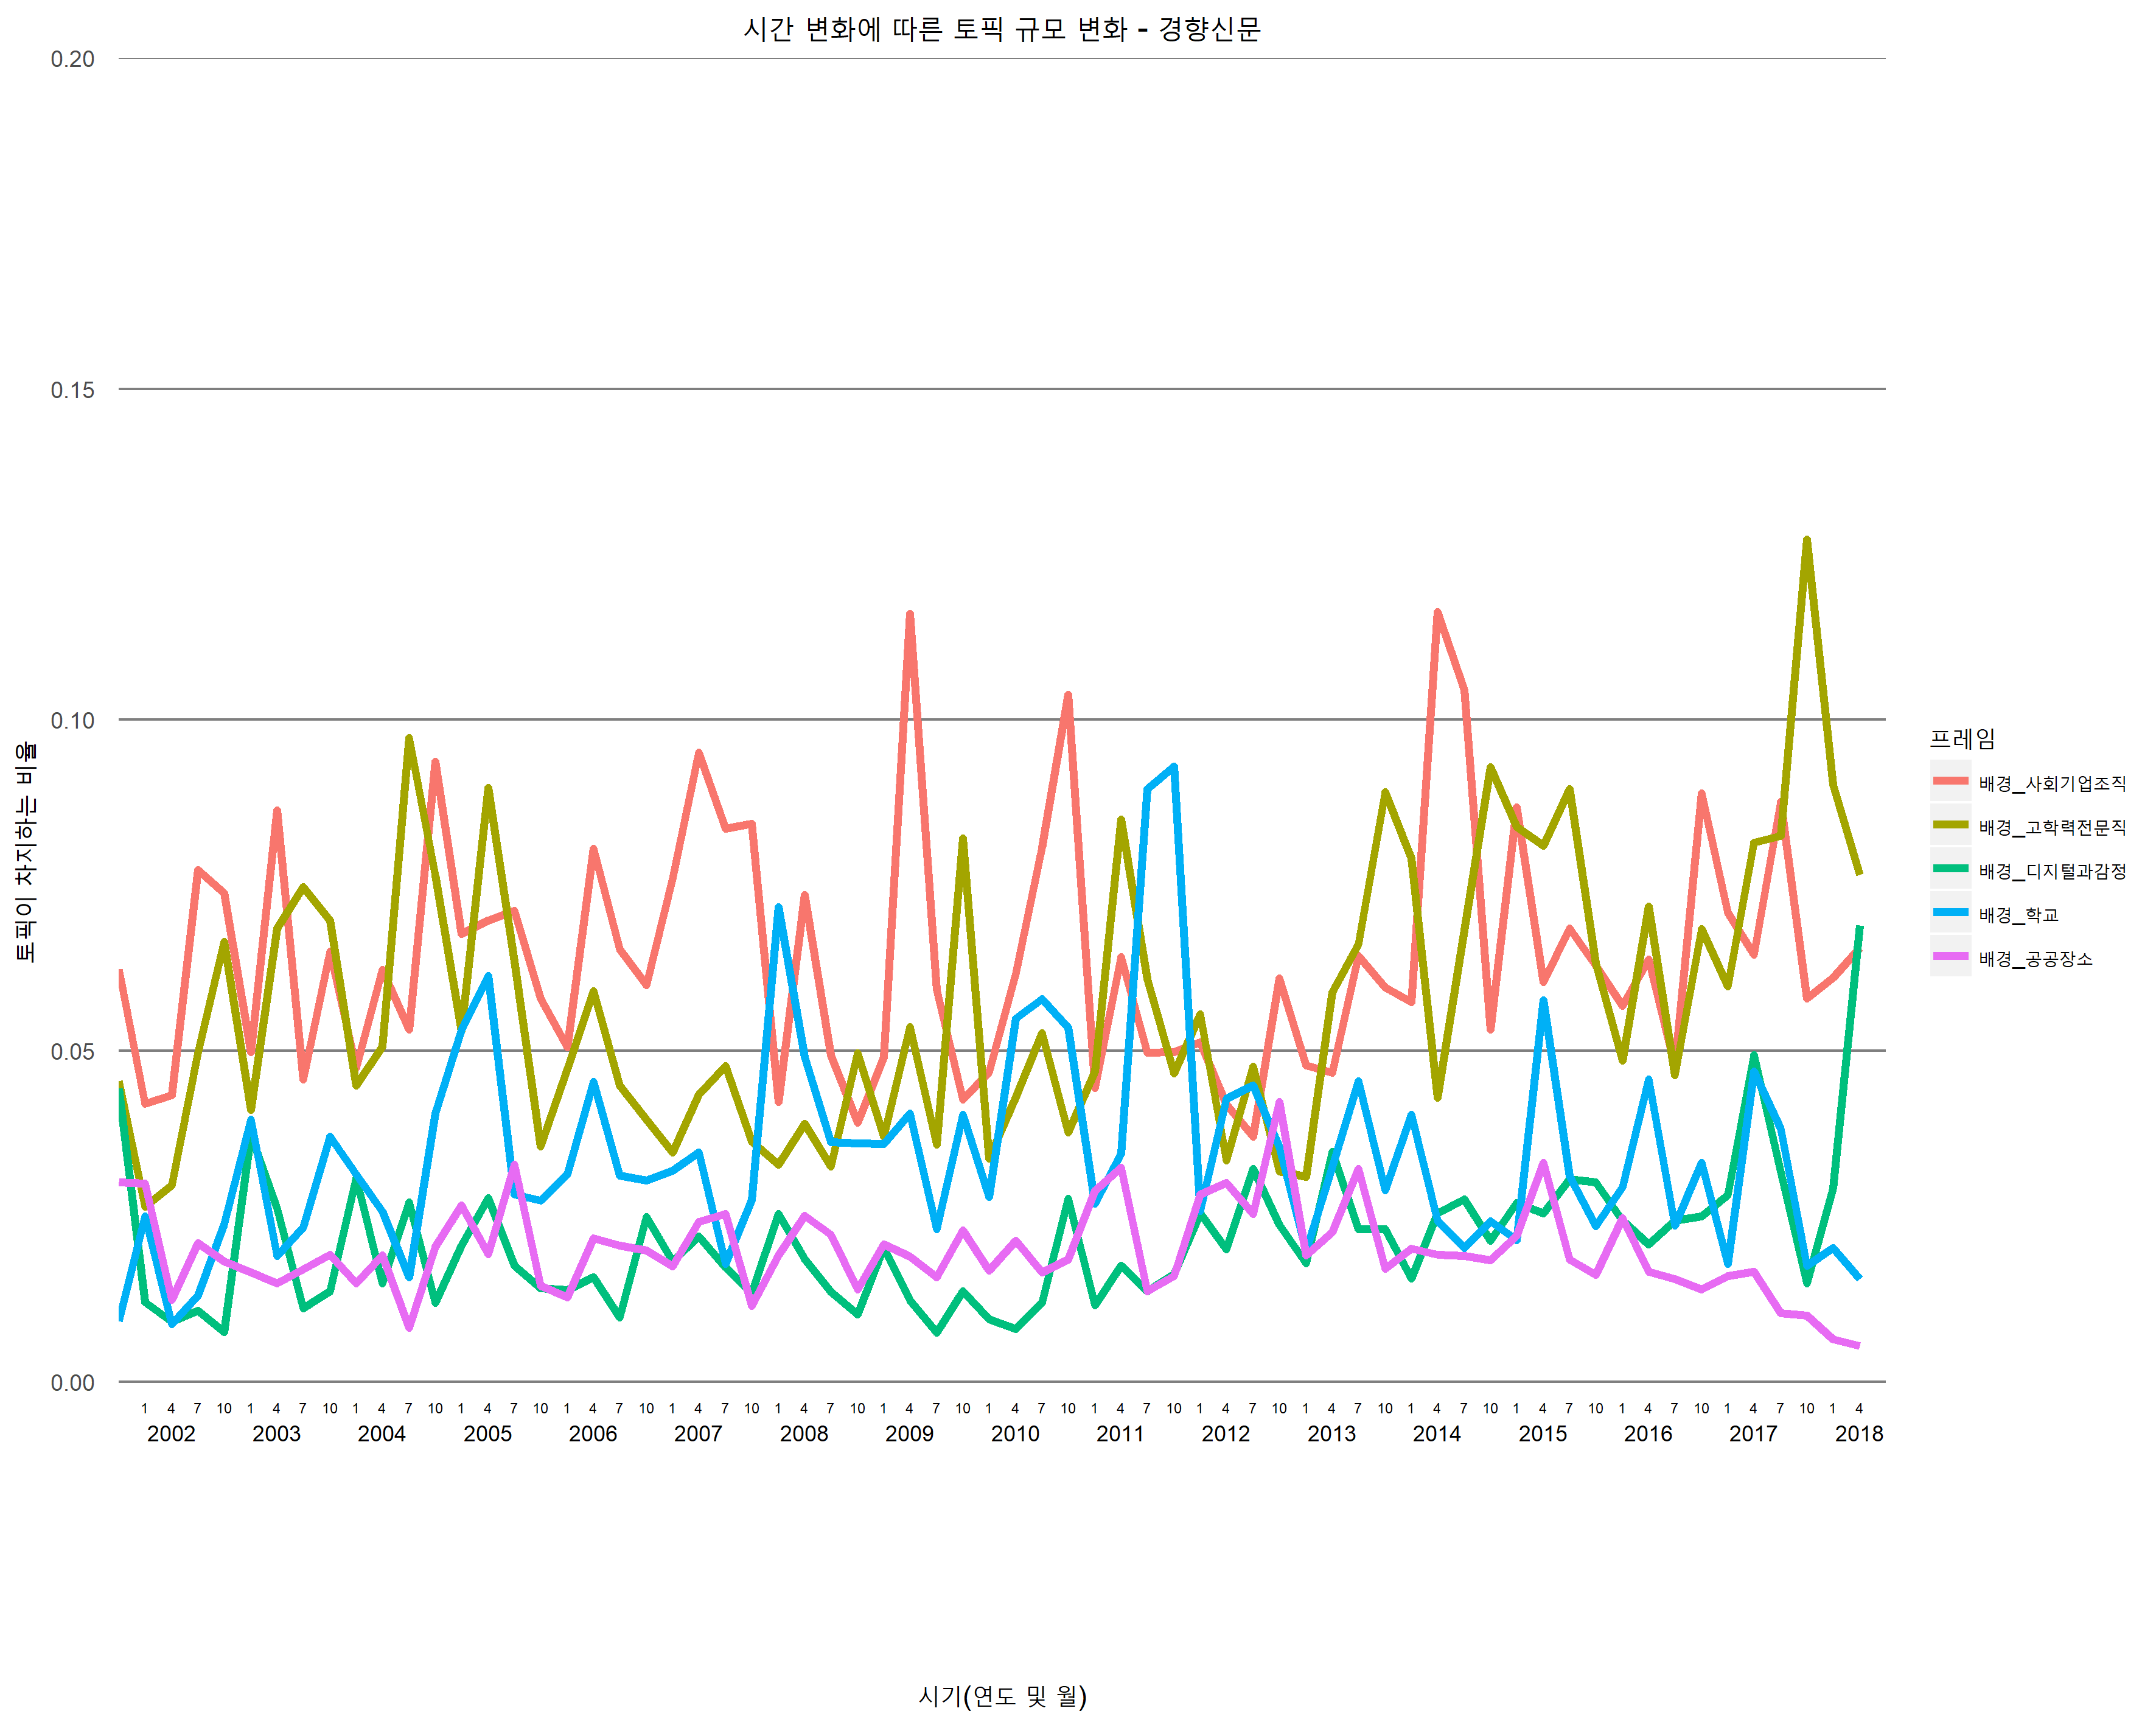 시간 변화에 따른 토픽 규모 변화 - 경향신문
토픽이 차지하는 비율
0.20
0.15
0.10
0.05
0.00
1 4 7 10 1 4 7 10 1 4 7 10 1 4 7 10 1 4 7 10 1 4 7 10 1 4 7 10 1 4 7 10 1 4 7 10 1 4 7 10 1 4 7 10 1 4 7 10 1 4 7 10 1 4 7 10 1 4 7 10 1 4 7 10 1 4
2002 2003 2004 2005 2006 2007 2008 2009 2010 2011 2012 2013 2014 2015 2016 2017 2018
시기(연도 및 월)
프레임
배경_사회기업조직
배경_고학력전문직
배경_디지털과감정
배경_학교
배경_공공장소